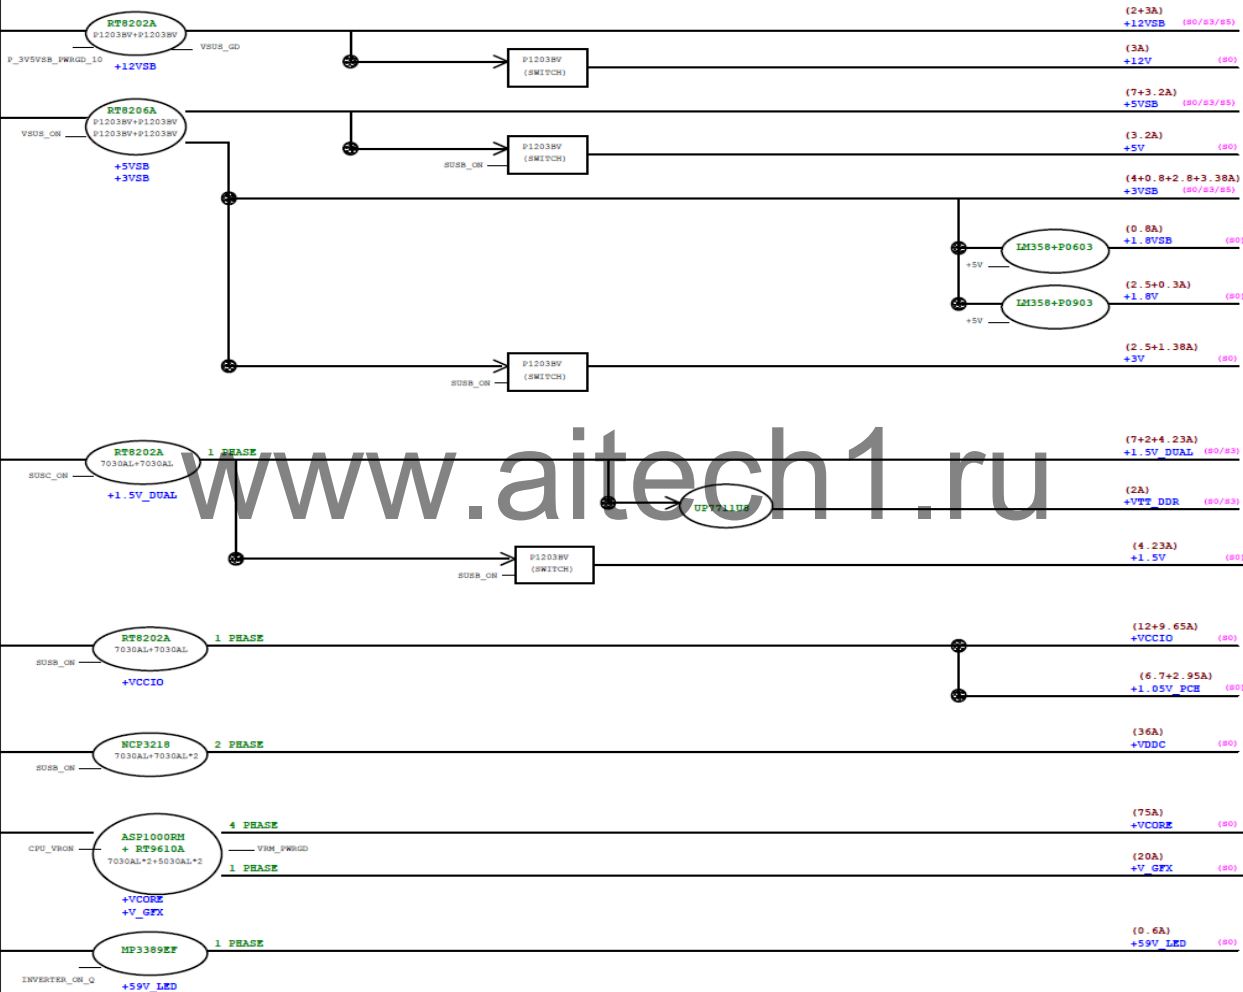 (2+3A)
RT8202A
P1203BV+P1203BV
+12VSB (S0/S3/S5)
VSUS_GD
(3A)
P_3V5VSB_PWRGD_10
P1203BV
+12V (S0)
+12VSB
(SWITCH)
(7+3.2A)
RT8206A
+5VSB (S0/S3/S5)
P1203BV+P1203BV
VSUS_ON P1203BV+P1203BV
(3.2A)
P1203BV
+5V (S0)
(SWITCH)
SUSB_ON
+5VSB
+3VSB
(4+0.8+2.8+3.38A)
+3VSB (S0/S3/S5)
(0.8A)
+1.8VSB (S0)
LM358+P0603
+5V
(2.5+0.3A)
+1.8V (S0)
LM358+P0903
+5V
(2.5+1.38A)
+3V (S0)
P1203BV
(SWITCH)
SUSB_ON
(7+2+4.23A)
RT8202A 1 PHASE
+1.5V_DUAL (S0/S3)
7030AL+7030AL
SUSC_ON
www.aitech1.ru
+1.5V_DUAL
(2A)
+VTT_DDR (S0/S3)
UP7711U8
(4.23A)
P1203BV
+1.5V (S0)
(SWITCH)
SUSB_ON
(12+9.65A)
RT8202A 1 PHASE
+VCCIO (S0)
7030AL+7030AL
SUSB_ON
+VCCIO
(6.7+2.95A)
+1.05V_PCH (S0)
(36A)
NCP3218 2 PHASE
+VDDC (S0)
7030AL+7030AL*2
SUSB_ON
(75A)
4 PHASE
+VCORE (S0)
ASP1000RM
CPU_VRON + RT9610A VRM_PWRGD
7030AL*2+5030AL*2
(20A)
1 PHASE
+V_GFX (S0)
+VCORE
+V_GFX
(0.6A)
1 PHASE
+59V_LED (S0)
MP3389EF
INVERTER_ON_Q
+59V_LED